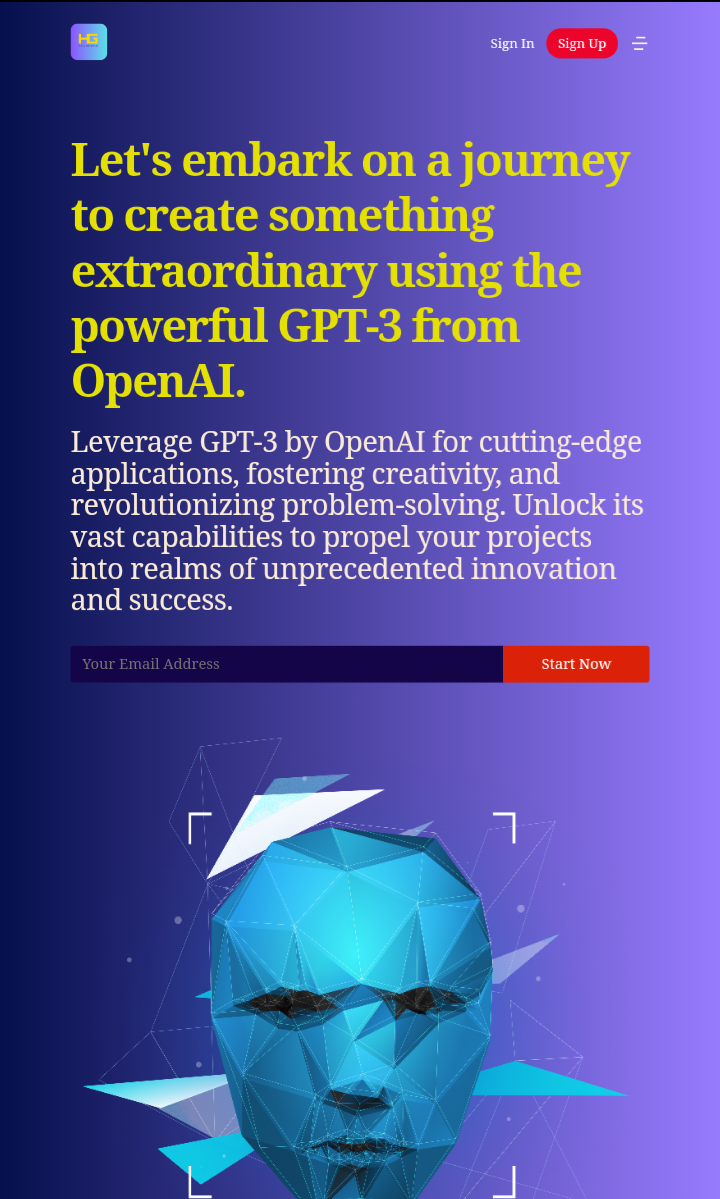 HG
Sign In
Sign Up
Let's embark on a journey
to create something
extraordinary using the
powerful GPT-3 from
OpenAI.
Leverage GPT-3 by OpenAI for cutting-edge
applications, fostering creativity, and
revolutionizing problem-solving. Unlock its
vast capabilities to propel your projects
into realms of unprecedented innovation
and success.
Your Email Address
Start Now